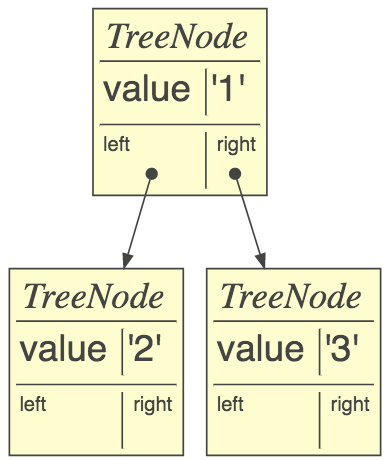 TreeNode
value '1'
left right
TreeNode
value '2'
left right
TreeNode
value '3'
left right